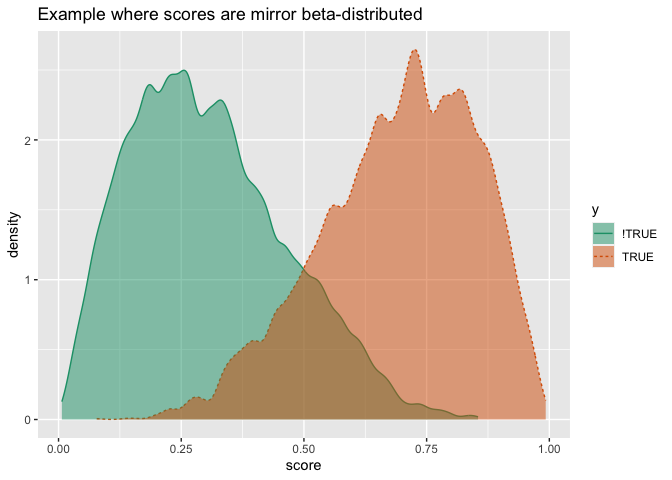 Example where scores are mirror beta-distributed
density
2
1
0
0.00 0.25 0.50 0.75 1.00
score
y
!TRUE
TRUE